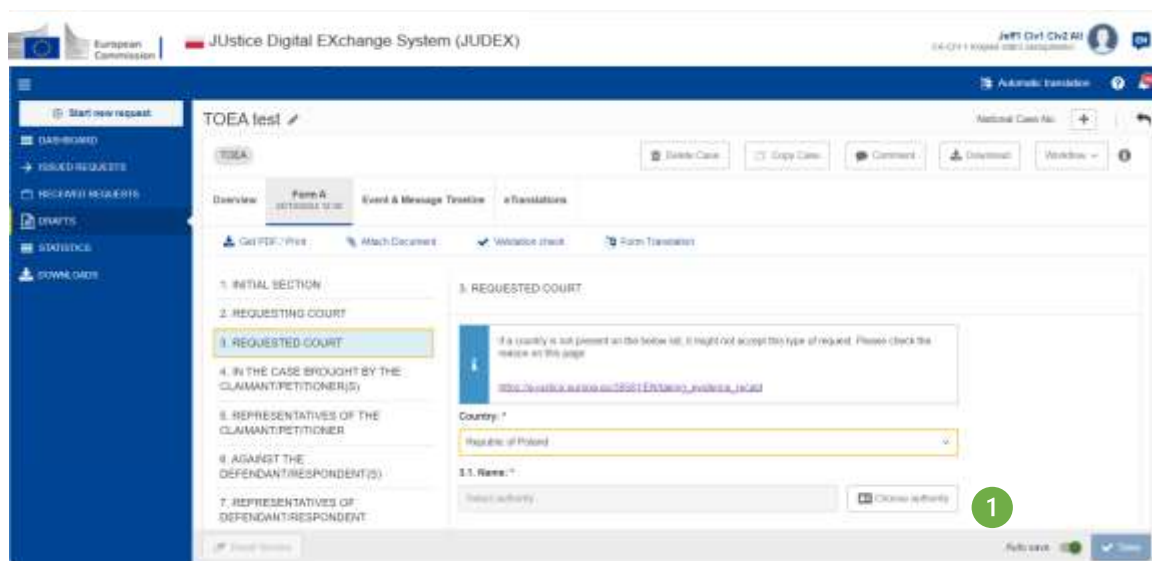 European
Commission
JUstice Digital EXchange System (JUDEX)
Jeff1 Civ1 Civ2 All
EN
Automatic translation
Start new request
DASHBOARD
ISSUED REQUESTS
RECEIVED REQUESTS
DRAFTS
STATISTICS
DOWNLOADS
TOEA test
National Case No.
TOEA
Delete Case
Copy Case
Comment
Download
Workflow
Overview
Form A
Event & Message Timeline
eTranslations
Get PDF / Print
Attach Document
Validation check
Form Translation
1. INITIAL SECTION
2. REQUESTING COURT
3. REQUESTED COURT
4. IN THE CASE BROUGHT BY THE
CLAIMANT/PETITIONER(S)
5. REPRESENTATIVES OF THE
CLAIMANT/PETITIONER
6. AGAINST THE
DEFENDANT/RESPONDENT(S)
7. REPRESENTATIVES OF
DEFENDANT/RESPONDENT
3. REQUESTED COURT
If a country is not present on the below list, it might not accept this type of request. Please check the
reason on this page
Country: *
Republic of Poland
3.1. Name: *
Select authority
Choose authority
1
Auto save
Save